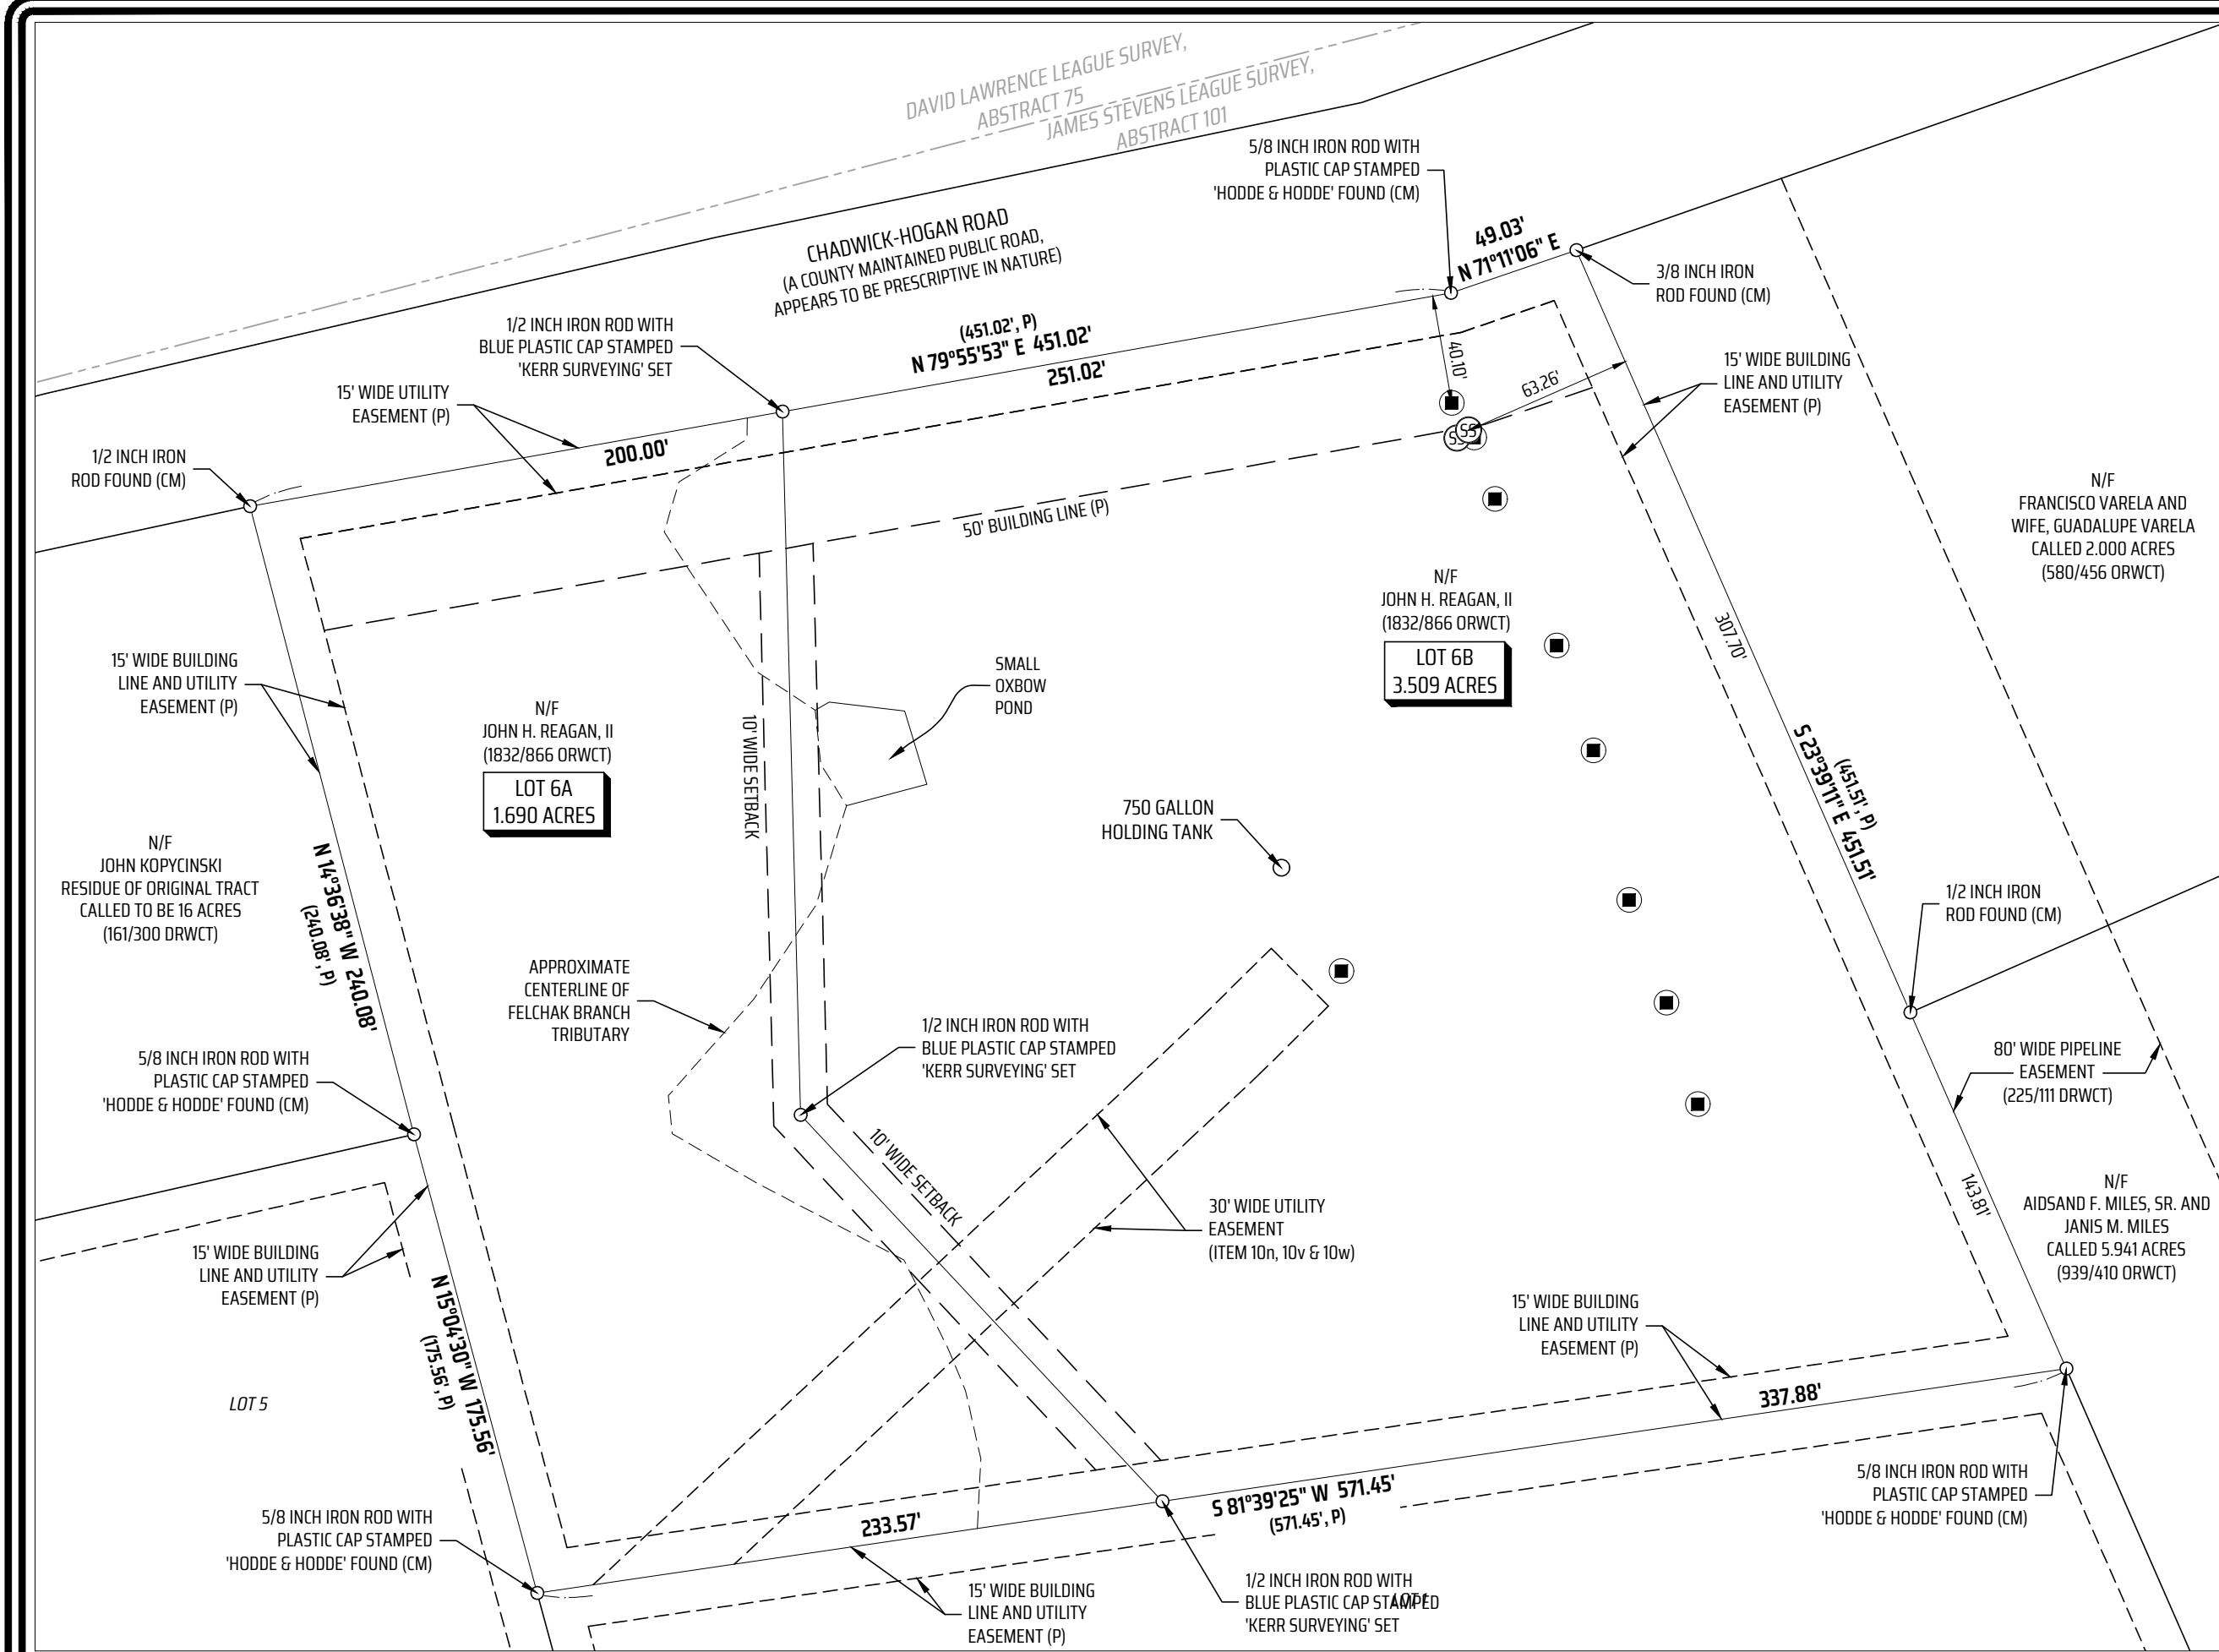 DAVID LAWRENCE LEAGUE SURVEY,
ABSTRACT 75
JAMES STEVENS LEAGUE SURVEY,
ABSTRACT 101
5/8 INCH IRON ROD WITH
PLASTIC CAP STAMPED
'HODDE & HODDE' FOUND (CM)
49.03'
N 71°11'06" E
3/8 INCH IRON
ROD FOUND (CM)
CHADWICK-HOGAN ROAD
(A COUNTY MAINTAINED PUBLIC ROAD,
APPEARS TO BE PRESCRIPTIVE IN NATURE)
1/2 INCH IRON ROD WITH
BLUE PLASTIC CAP STAMPED
'KERR SURVEYING' SET
(451.02', P)
N 79°55'53" E 451.02'
251.02'
40.10'
63.26'
15' WIDE BUILDING
LINE AND UTILITY
EASEMENT (P)
15' WIDE UTILITY
EASEMENT (P)
200.00'
1/2 INCH IRON
ROD FOUND (CM)
SS
SS
50' BUILDING LINE (P)
N/F
FRANCISCO VARELA AND
WIFE, GUADALUPE VARELA
CALLED 2.000 ACRES
(580/456 ORWCT)
N/F
JOHN H. REAGAN, II
(1832/866 ORWCT)
LOT 6B
3.509 ACRES
307.70'
15' WIDE BUILDING
LINE AND UTILITY
EASEMENT (P)
SMALL
OXBOW
POND
N/F
JOHN H. REAGAN, II
(1832/866 ORWCT)
LOT 6A
1.690 ACRES
10' WIDE SETBACK
(451.51', P)
S 23°39'11" E 451.51'
750 GALLON
HOLDING TANK
N/F
JOHN KOPYCINSKI
RESIDUE OF ORIGINAL TRACT
CALLED TO BE 16 ACRES
(161/300 DRWCT)
N 14°36'38" W 240.08'
(240.08', P)
1/2 INCH IRON
ROD FOUND (CM)
APPROXIMATE
CENTERLINE OF
FELCHAK BRANCH
TRIBUTARY
1/2 INCH IRON ROD WITH
BLUE PLASTIC CAP STAMPED
'KERR SURVEYING' SET
5/8 INCH IRON ROD WITH
PLASTIC CAP STAMPED
'HODDE & HODDE' FOUND (CM)
80' WIDE PIPELINE
EASEMENT
(225/111 DRWCT)
10' WIDE SETBACK
143.81'
N/F
AIDSAND F. MILES, SR. AND
JANIS M. MILES
CALLED 5.941 ACRES
(939/410 ORWCT)
30' WIDE UTILITY
EASEMENT
(ITEM 10n, 10v & 10w)
15' WIDE BUILDING
LINE AND UTILITY
EASEMENT (P)
N 15°04'30" W 175.56'
(175.56', P)
15' WIDE BUILDING
LINE AND UTILITY
EASEMENT (P)
LOT 5
337.88'
S 81°39'25" W 571.45'
(571.45', P)
233.57'
5/8 INCH IRON ROD WITH
PLASTIC CAP STAMPED
'HODDE & HODDE' FOUND (CM)
5/8 INCH IRON ROD WITH
PLASTIC CAP STAMPED
'HODDE & HODDE' FOUND (CM)
15' WIDE BUILDING
LINE AND UTILITY
EASEMENT (P)
1/2 INCH IRON ROD WITH
BLUE PLASTIC CAP STAMPED
'KERR SURVEYING' SET